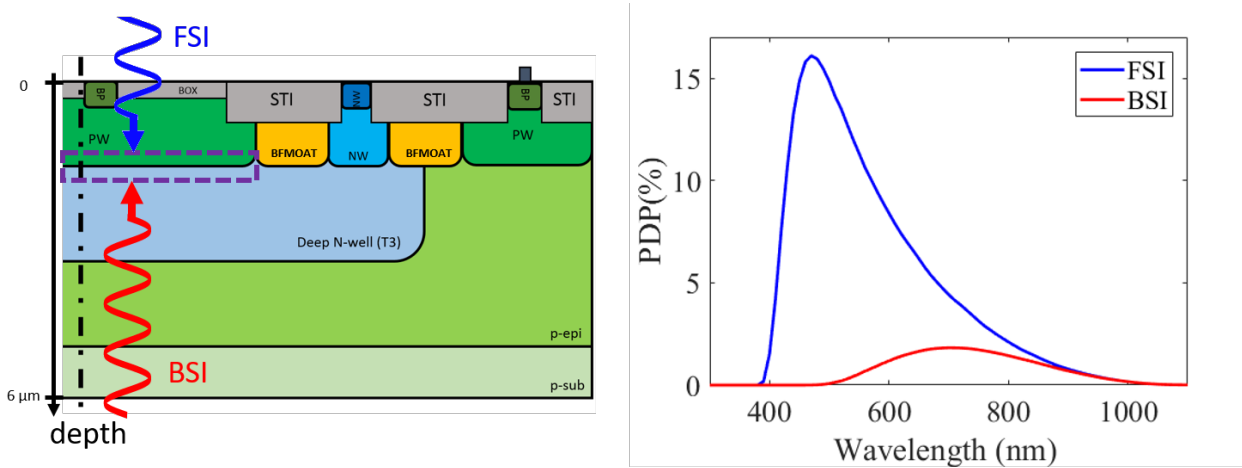 FSI
0
BP
BOX
STI
NW
STI
BP
STI
PW
BFMOAT
NW
BFMOAT
PW
Deep N-well (T3)
p-epi
BSI
p-sub
6 μm
depth
FSI
BSI
15
10
5
0
PDP(%)
400
600
800
1000
Wavelength (nm)